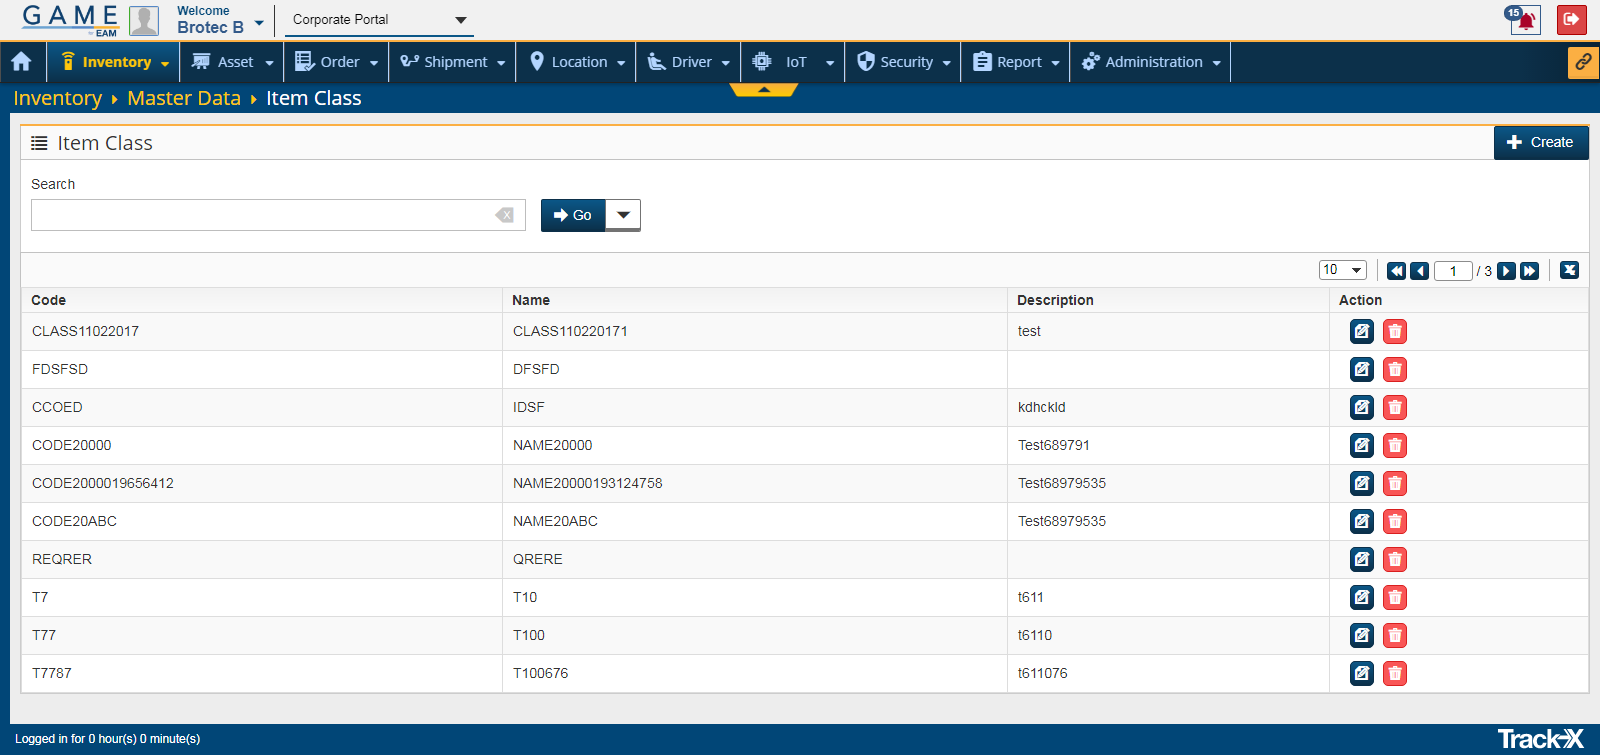 GAME
by EAM
Welcome
Brotec B
Corporate Portal
15
Inventory
Asset
Order
Shipment
Location
Driver
IoT
Security
Report
Administration
Inventory Master Data Item Class
Item Class
Create
Search
Go
10
1 / 3
Code Name Description Action
CLASS11022017 CLASS110220171 test
FDSFSD DFSFD
CCOED IDSF kdhckld
CODE20000 NAME20000 Test689791
CODE2000019656412 NAME20000193124758 Test68979535
CODE20ABC NAME20ABC Test68979535
REQRER QRERE
T7 T10 t611
T77 T100 t6110
T7787 T100676 t611076
Logged in for 0 hour(s) 0 minute(s)
Track-X